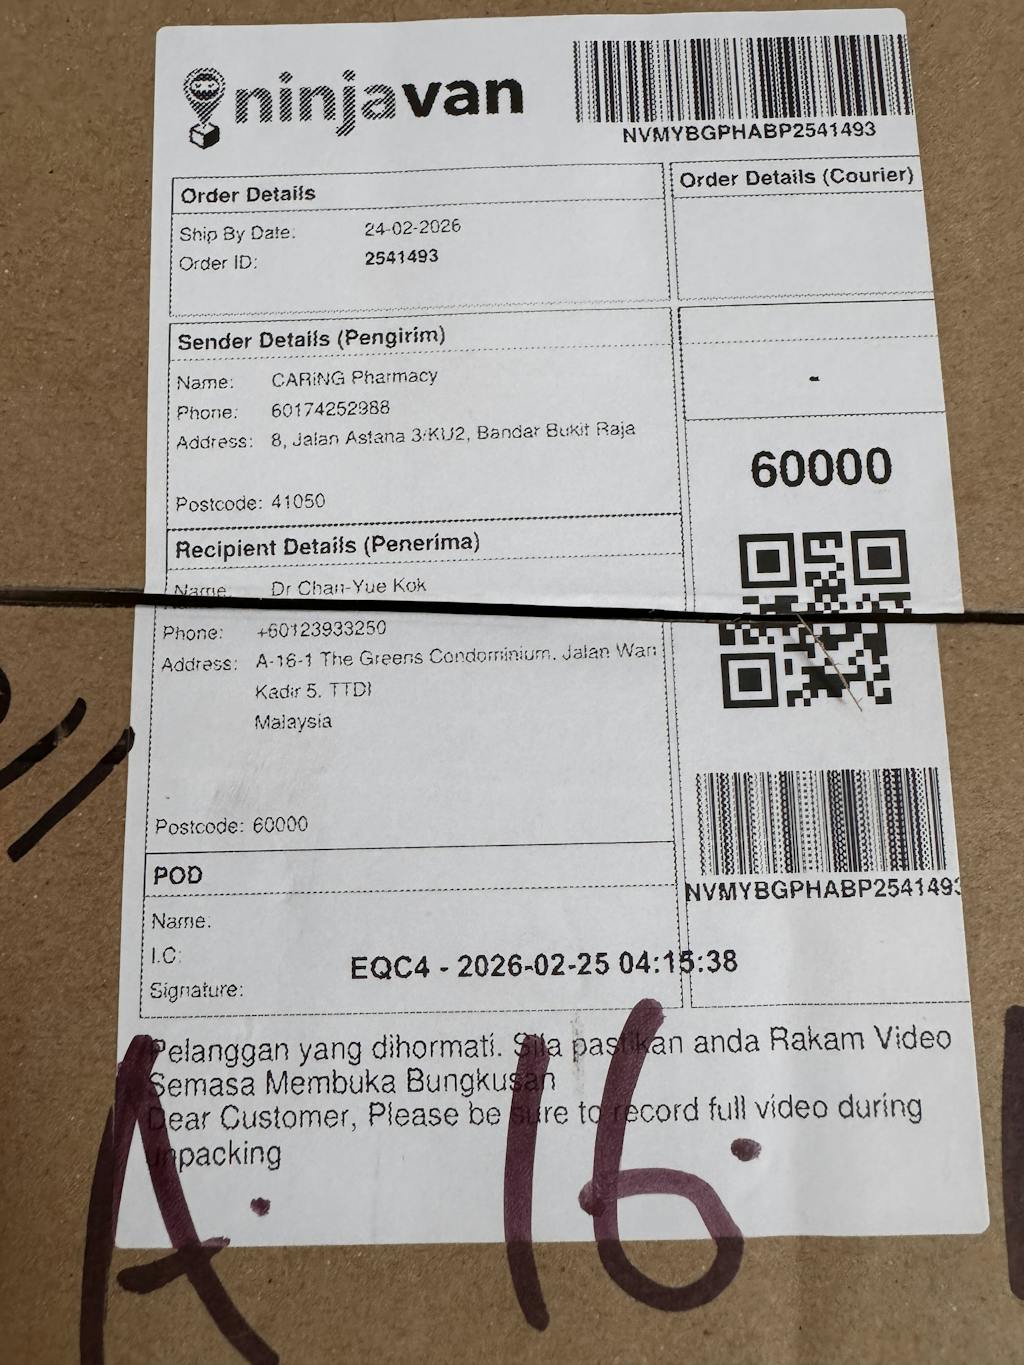 ninjavan
NVMYBGPHABP2541493
Order Details
Order Details (Courier)
Ship By Date: 24-02-2026
Order ID: 2541493
Sender Details (Pengirim)
Name: CARiNG Pharmacy
-
Phone: 60174252988
Address: 8, Jalan Astana 3/KU2, Bandar Bukit Raja
60000
Postcode: 41050
Recipient Details (Penerima)
Name: Dr Chan-Yue Kok
Phone: +60123933250
Address: A-16-1 The Greens Condominium, Jalan Wan
Kadir 5, TTDI
Malaysia
Postcode: 60000
POD
NVMYBGPHABP2541493
Name:
I.C:
EQC4 - 2026-02-25 04:15:38
Signature:
Pelanggan yang dihormati. Sila pastikan anda Rakam Video
Semasa Membuka Bungkusan
Dear Customer, Please be sure to record full video during
unpacking
A. 16.